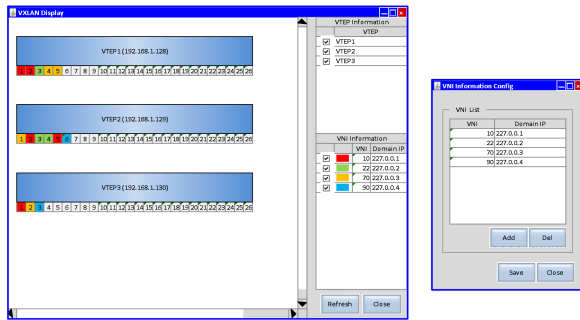 VXLAN Display
VTEP Information
VTEP
VTEP1
VTEP2
VTEP3
VTEP1 (192.168.1.128)
1 2 3 4 5 6 7 8 9 10 11 12 13 14 15 16 17 18 19 20 21 22 23 24 25 26
VTEP2 (192.168.1.129)
1 2 3 4 5 6 7 8 9 10 11 12 13 14 15 16 17 18 19 20 21 22 23 24 25 26
VTEP3 (192.168.1.130)
1 2 3 4 5 6 7 8 9 10 11 12 13 14 15 16 17 18 19 20 21 22 23 24 25 26
VNI Information
VNI Domain IP
10 227.0.0.1
22 227.0.0.2
70 227.0.0.3
90 227.0.0.4
Refresh Close
VNI Information Config
VNI List
VNI Domain IP
10 227.0.0.1
22 227.0.0.2
70 227.0.0.3
90 227.0.0.4
Add Del
Save Close